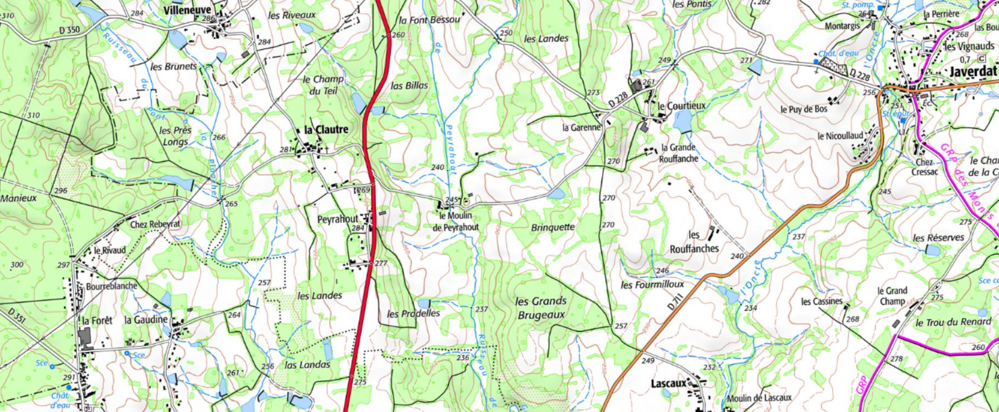 310
284
Villeneuve
286
les Riveaux
la Font Bessou
les Pontis
282
St. pomp.
264
la Perrière
D 350
260
de
250
les Landes
Montargis
268
las Bou
Ruisseau
284
l'Oncre
les Vignauds
0,7 C
les Brunets
249
271
Chât. d'eau
D 228
Javerdat
le Champ
du Teil
las Billas
261
256
du
273
D 228
le Courtieux
le Puy de Bos
251
Éc.
St. épur.
310
Pont
275
250
la Garenne
les Prés
Longs
266
à
la
Planche
la Clautre
281
Peyrahout
240
la Grande
Rouffanche
270
le Nicoullaud
Chez
Cressac
GRP des Monts
le Cha
de la C
Manieux
296
265
269
245
270
245
le Moulin
de Peyrahout
Peyrahout
284
Chez Rebeyrat
Brinquette
270
275
les
Rouffanches
237
les Réserves
le Rivaud
300
297
277
240
Bourreblanche
257
les Landes
246
les Fourmilloux
l'Oncre
D 711
les Grands
Brugeaux
les Cassines
le Grand
Champ
275
Sce c
D 351
la Forêt
la Gaudine
264
les Pradelles
237
234
268
le Trou du Renard
257
Ruisseau
de
Sce
Sce
256
261
las Landas
236
249
232
278
260
291
275
Lascaux
GRP
Chât.
d'eau
Moulin de Lascaux